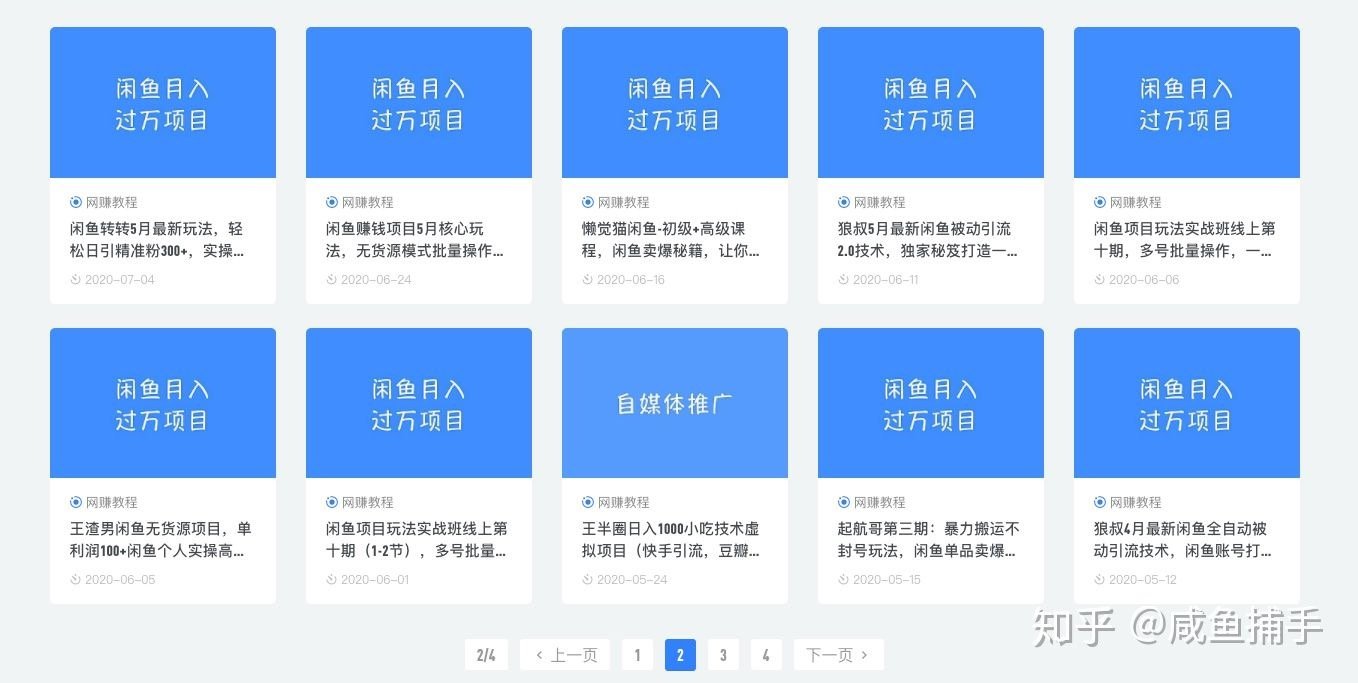 闲鱼月入
过万项目
闲鱼月入
过万项目
闲鱼月入
过万项目
闲鱼月入
过万项目
闲鱼月入
过万项目
网赚教程
闲鱼转转5月最新玩法，轻
松日引精准粉300+，实操...
2020-07-04
网赚教程
闲鱼赚钱项目5月核心玩
法，无货源模式批量操作...
2020-06-24
网赚教程
懒觉猫闲鱼-初级+高级课
程，闲鱼卖爆秘籍，让你...
2020-06-16
网赚教程
狼叔5月最新闲鱼被动引流
2.0技术，独家秘笈打造一...
2020-06-11
网赚教程
闲鱼项目玩法实战班线上第
十期，多号批量操作，一...
2020-06-06
闲鱼月入
过万项目
闲鱼月入
过万项目
自媒体推广
闲鱼月入
过万项目
闲鱼月入
过万项目
网赚教程
王渣男闲鱼无货源项目，单
利润100+闲鱼个人实操高...
2020-06-05
网赚教程
闲鱼项目玩法实战班线上第
十期（1-2节），多号批量...
2020-06-01
网赚教程
王半圈日入1000小吃技术虚
拟项目（快手引流，豆瓣...
2020-05-24
网赚教程
起航哥第三期：暴力搬运不
封号玩法，闲鱼单品卖爆...
2020-05-15
网赚教程
狼叔4月最新闲鱼全自动被
动引流技术，闲鱼账号打...
2020-05-12
知乎 @咸鱼捕手
2/4 ‹ 上一页 1 2 3 4 下一页 ›